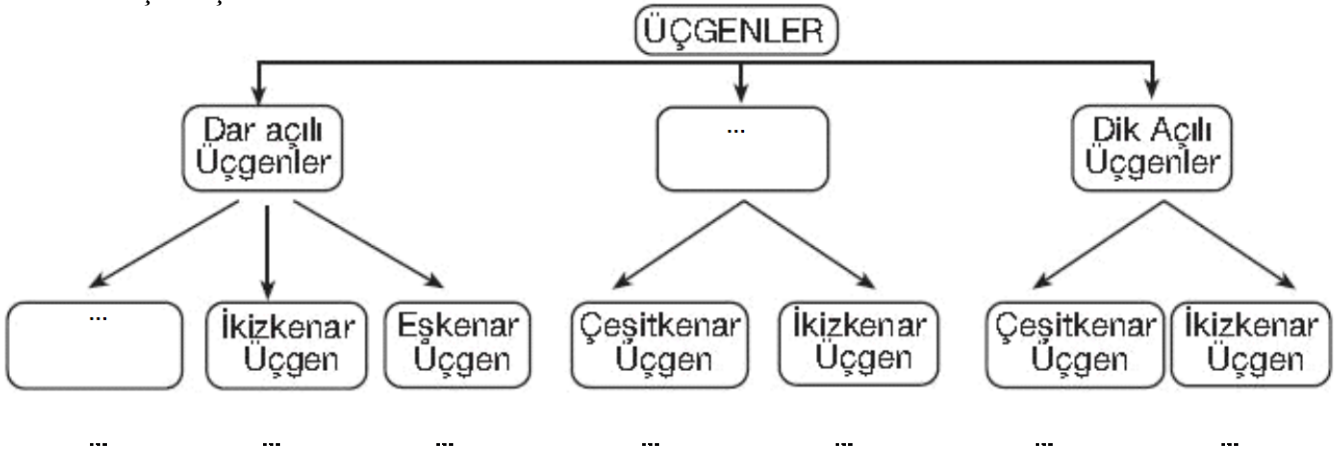 ÜÇGENLER
Dar açılı
Üçgenler
...
Dik Açılı
Üçgenler
...
İkizkenar
Üçgen
Eşkenar
Üçgen
Çeşitkenar
Üçgen
İkizkenar
Üçgen
Çeşitkenar
Üçgen
İkizkenar
Üçgen
... ... ... ... ... ... ...